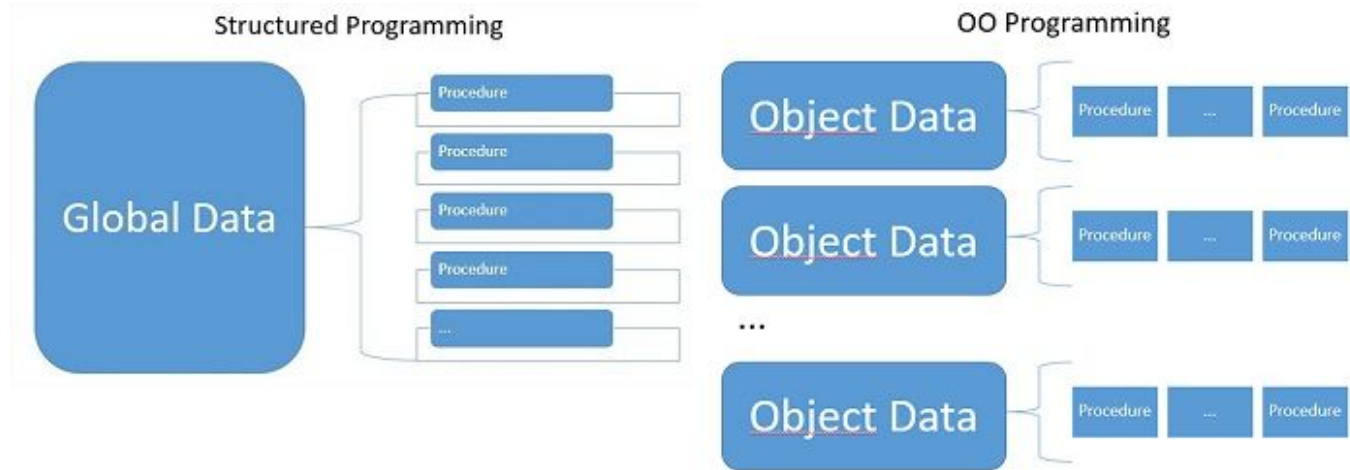 Structured Programming
Global Data
Procedure
Procedure
Procedure
Procedure
...
OO Programming
Object Data
Procedure
...
Procedure
Object Data
Procedure
...
Procedure
...
Object Data
Procedure
...
Procedure